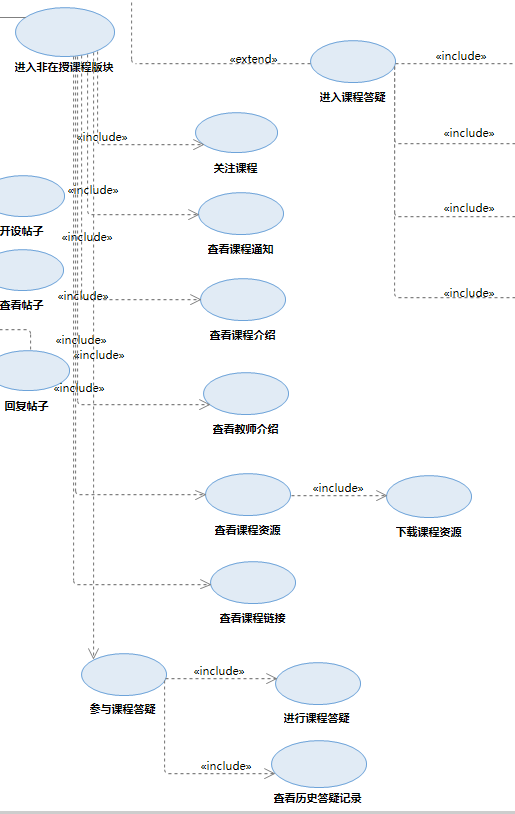 进入非在授课程版块
«extend»
«include»
进入课程答疑
«include»
«include»
关注课程
«include»
开设帖子
«include»
«include»
查看课程通知
«include»
查看帖子
«include»
查看课程介绍
«include»
«include»
«include»
回复帖子
查看教师介绍
查看课程资源
«include»
下载课程资源
查看课程链接
参与课程答疑
«include»
进行课程答疑
«include»
查看历史答疑记录